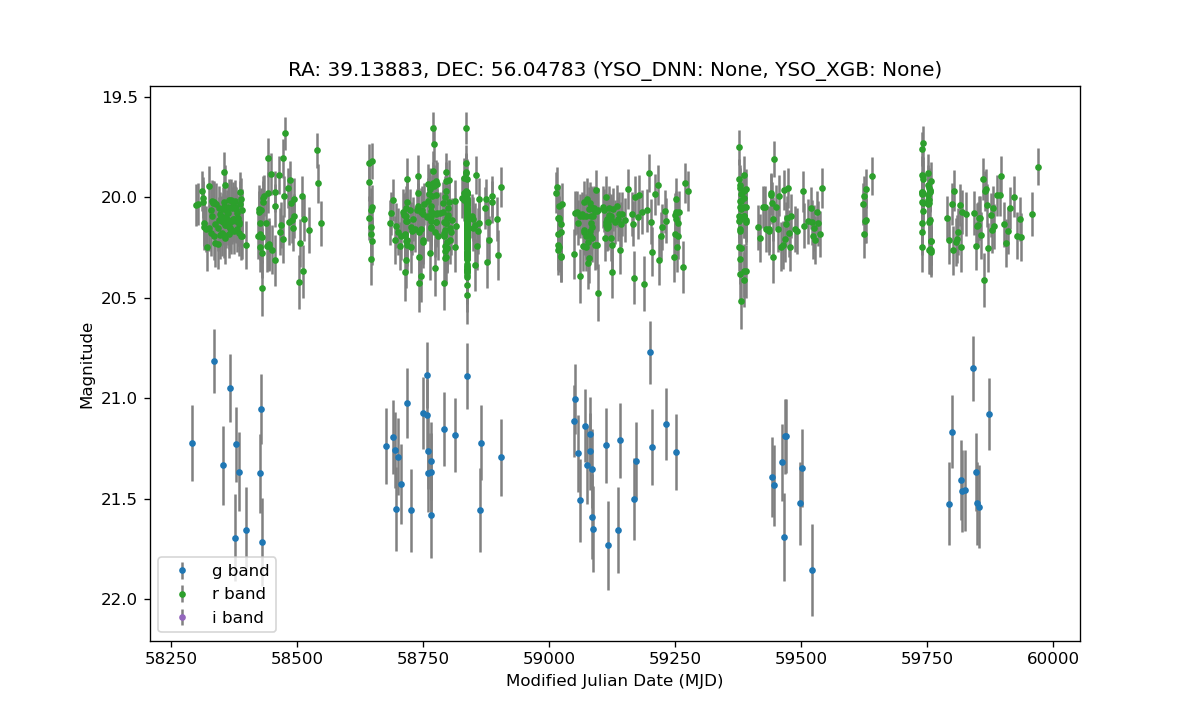 RA: 39.13883, DEC: 56.04783 (YSO_DNN: None, YSO_XGB: None)
19.5
20.0
20.5
21.0
21.5
22.0
Magnitude
g band
r band
i band
58250 58500 58750 59000 59250 59500 59750 60000
Modified Julian Date (MJD)